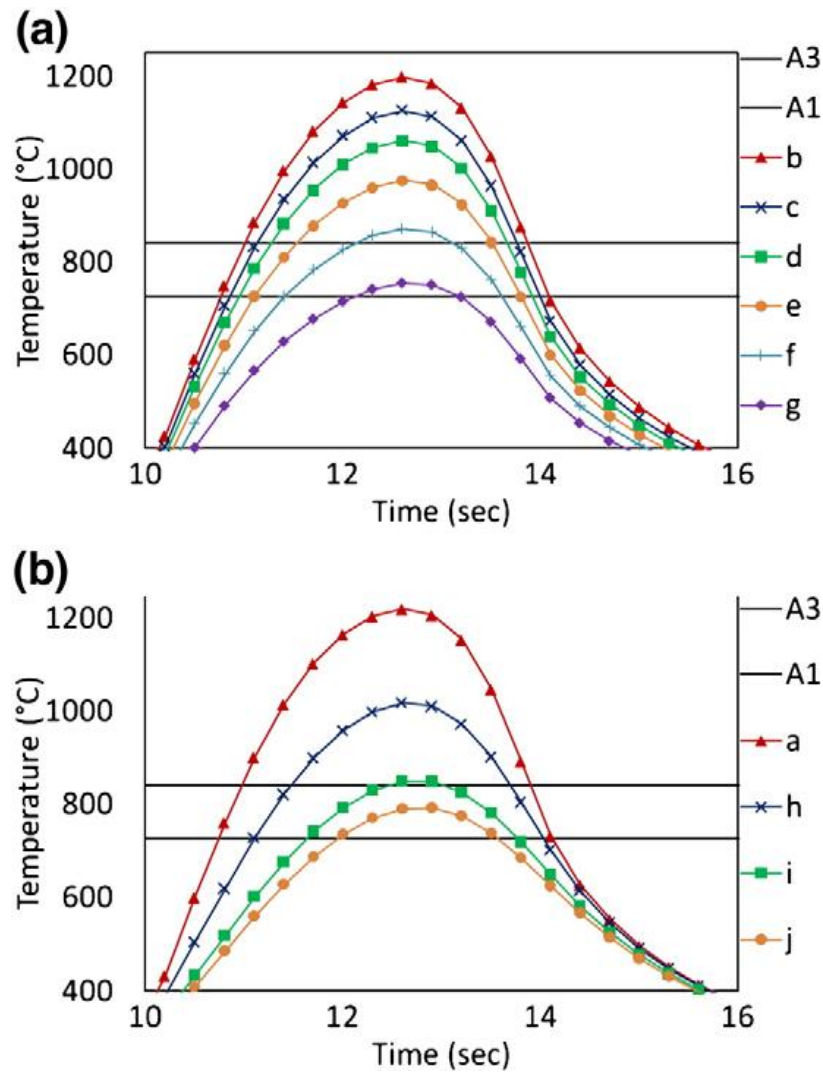 (a)
1200
1000
800
600
400
Temperature (°C)
10 12 14 16
Time (sec)
A3
A1
b
c
d
e
f
g
(b)
1200
1000
800
600
400
Temperature (°C)
10 12 14 16
Time (sec)
A3
A1
a
h
i
j